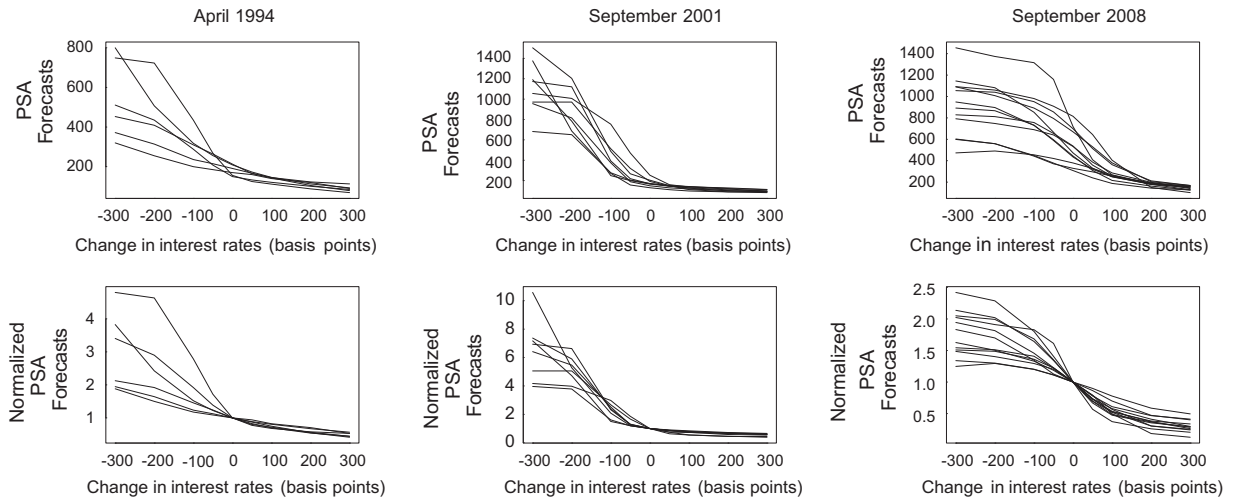 April 1994
September 2001
September 2008
PSA
Forecasts
800
600
400
200
-300 -200 -100 0 100 200 300
Change in interest rates (basis points)
PSA
Forecasts
1400
1200
1000
800
600
400
200
-300 -200 -100 0 100 200 300
Change in interest rates (basis points)
PSA
Forecasts
1400
1200
1000
800
600
400
200
-300 -200 -100 0 100 200 300
Change in interest rates (basis points)
Normalized
PSA
Forecasts
4
3
2
1
-300 -200 -100 0 100 200 300
Change in interest rates (basis points)
Normalized
PSA
Forecasts
10
8
6
4
2
0
-300 -200 -100 0 100 200 300
Change in interest rates (basis points)
Normalized
PSA
Forecasts
2.5
2.0
1.5
1.0
0.5
-300 -200 -100 0 100 200 300
Change in interest rates (basis points)